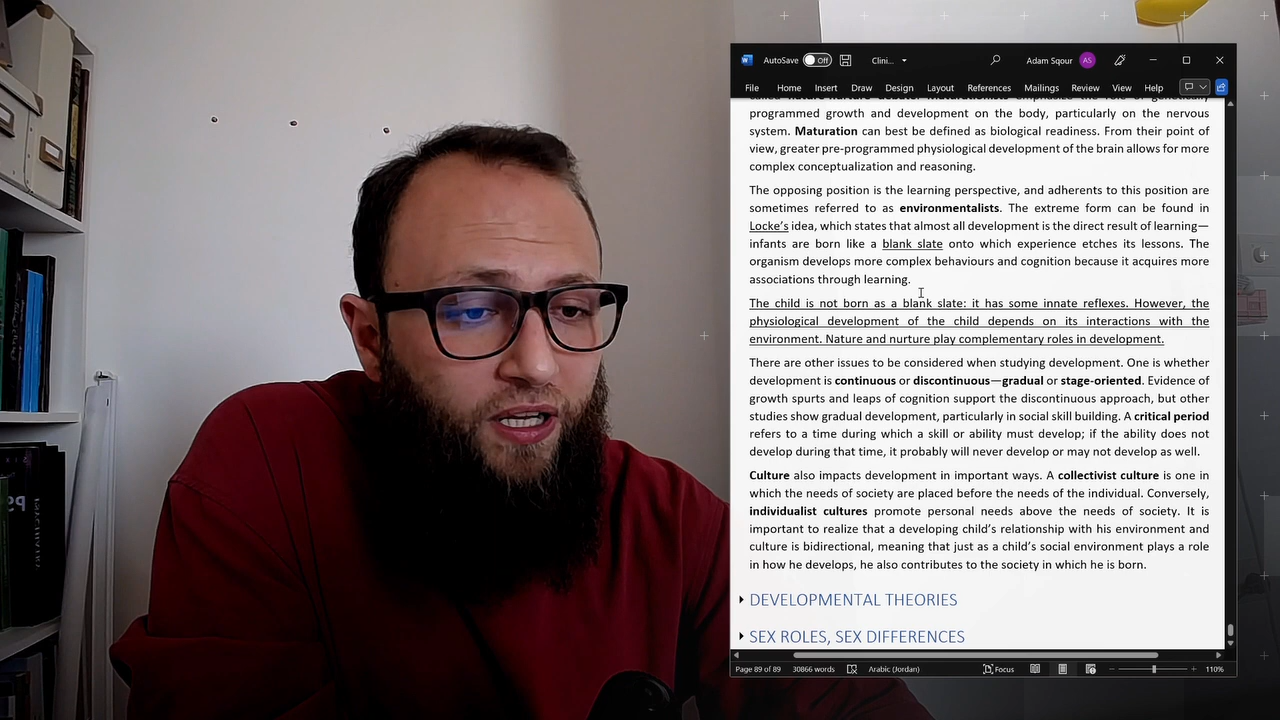 AutoSave Off Clini... Adam Sqour AS
File Home Insert Draw Design Layout References Mailings Review View Help
programmed growth and development on the body, particularly on the nervous
system. Maturation can best be defined as biological readiness. From their point of
view, greater pre-programmed physiological development of the brain allows for more
complex conceptualization and reasoning.
The opposing position is the learning perspective, and adherents to this position are
sometimes referred to as environmentalists. The extreme form can be found in
Locke's idea, which states that almost all development is the direct result of learning—
infants are born like a blank slate onto which experience etches its lessons. The
organism develops more complex behaviours and cognition because it acquires more
associations through learning.
The child is not born as a blank slate: it has some innate reflexes. However, the
physiological development of the child depends on its interactions with the
environment. Nature and nurture play complementary roles in development.
There are other issues to be considered when studying development. One is whether
development is continuous or discontinuous—gradual or stage-oriented. Evidence of
growth spurts and leaps of cognition support the discontinuous approach, but other
studies show gradual development, particularly in social skill building. A critical period
refers to a time during which a skill or ability must develop; if the ability does not
develop during that time, it probably will never develop or may not develop as well.
Culture also impacts development in important ways. A collectivist culture is one in
which the needs of society are placed before the needs of the individual. Conversely,
individualist cultures promote personal needs above the needs of society. It is
important to realize that a developing child's relationship with his environment and
culture is bidirectional, meaning that just as a child's social environment plays a role
in how he develops, he also contributes to the society in which he is born.
DEVELOPMENTAL THEORIES
SEX ROLES, SEX DIFFERENCES
Page 89 of 89 30866 words Arabic (Jordan) Focus 110%